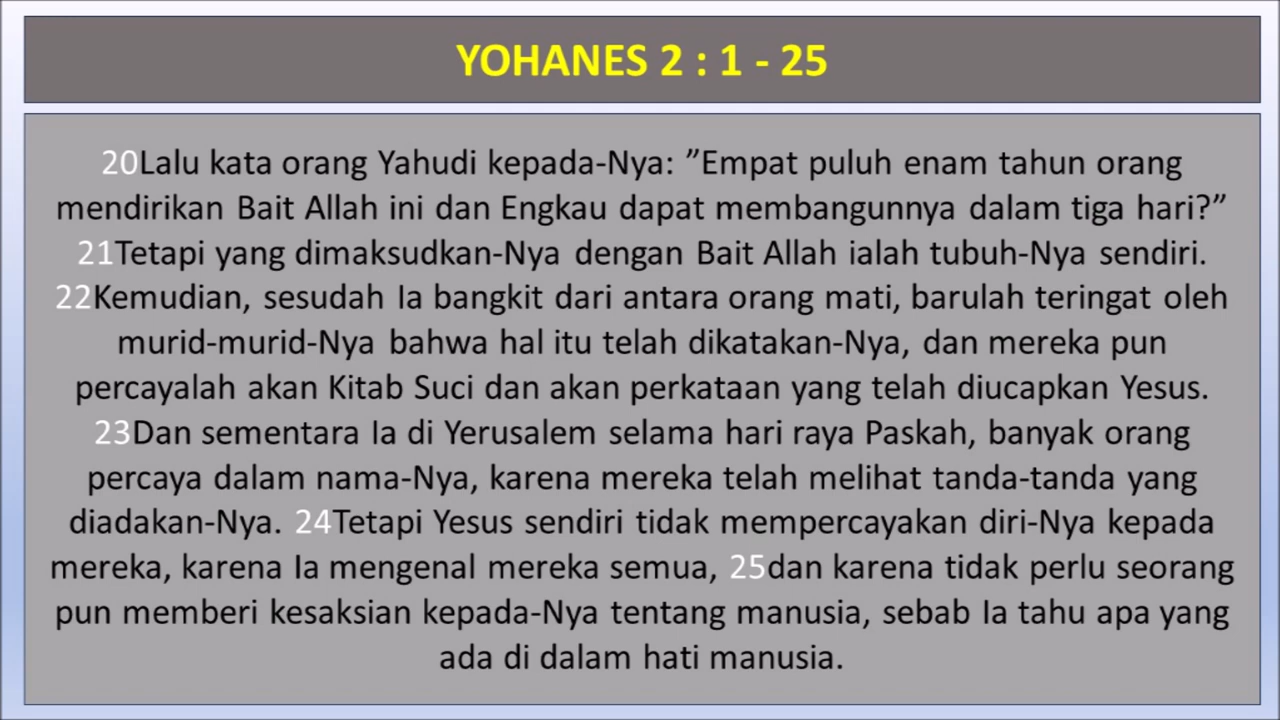 YOHANES 2 : 1 - 25
20Lalu kata orang Yahudi kepada-Nya: ”Empat puluh enam tahun orang
mendirikan Bait Allah ini dan Engkau dapat membangunnya dalam tiga hari?”
21Tetapi yang dimaksudkan-Nya dengan Bait Allah ialah tubuh-Nya sendiri.
22Kemudian, sesudah Ia bangkit dari antara orang mati, barulah teringat oleh
murid-murid-Nya bahwa hal itu telah dikatakan-Nya, dan mereka pun
percayalah akan Kitab Suci dan akan perkataan yang telah diucapkan Yesus.
23Dan sementara Ia di Yerusalem selama hari raya Paskah, banyak orang
percaya dalam nama-Nya, karena mereka telah melihat tanda-tanda yang
diadakan-Nya. 24Tetapi Yesus sendiri tidak mempercayakan diri-Nya kepada
mereka, karena Ia mengenal mereka semua, 25dan karena tidak perlu seorang
pun memberi kesaksian kepada-Nya tentang manusia, sebab Ia tahu apa yang
ada di dalam hati manusia.